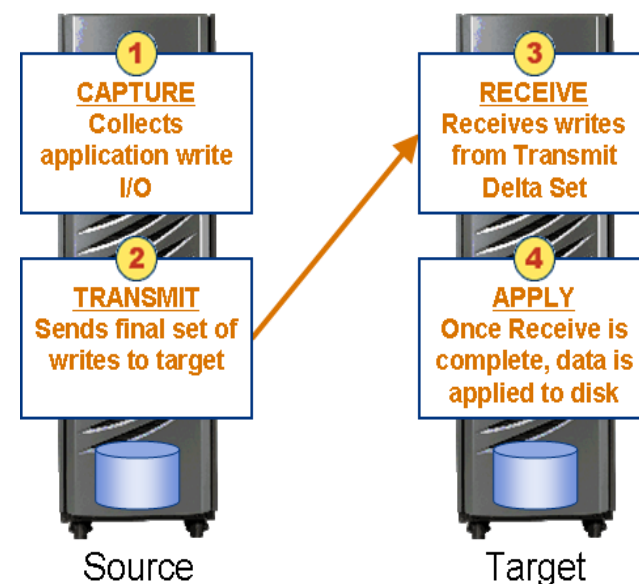 1
CAPTURE
Collects
application write
I/O
2
TRANSMIT
Sends final set of
writes to target
Source
3
RECEIVE
Receives writes
from Transmit
Delta Set
4
APPLY
Once Receive is
complete, data is
applied to disk
Target